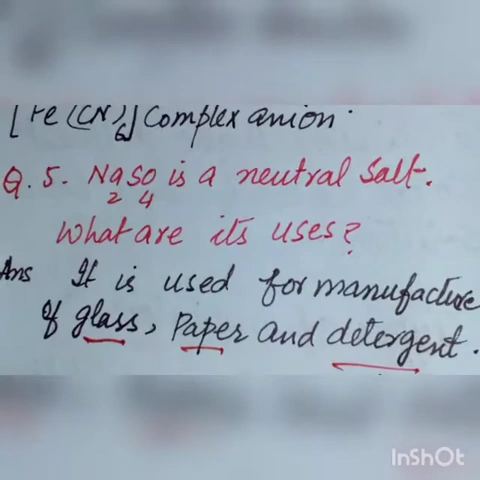 [Fe(CN)₆] Complex anion.
Q. 5. Na₂SO₄ is a neutral Salt.
What are its uses?
Ans It is used for manufacture
of glass, Paper and detergent.
InShOt